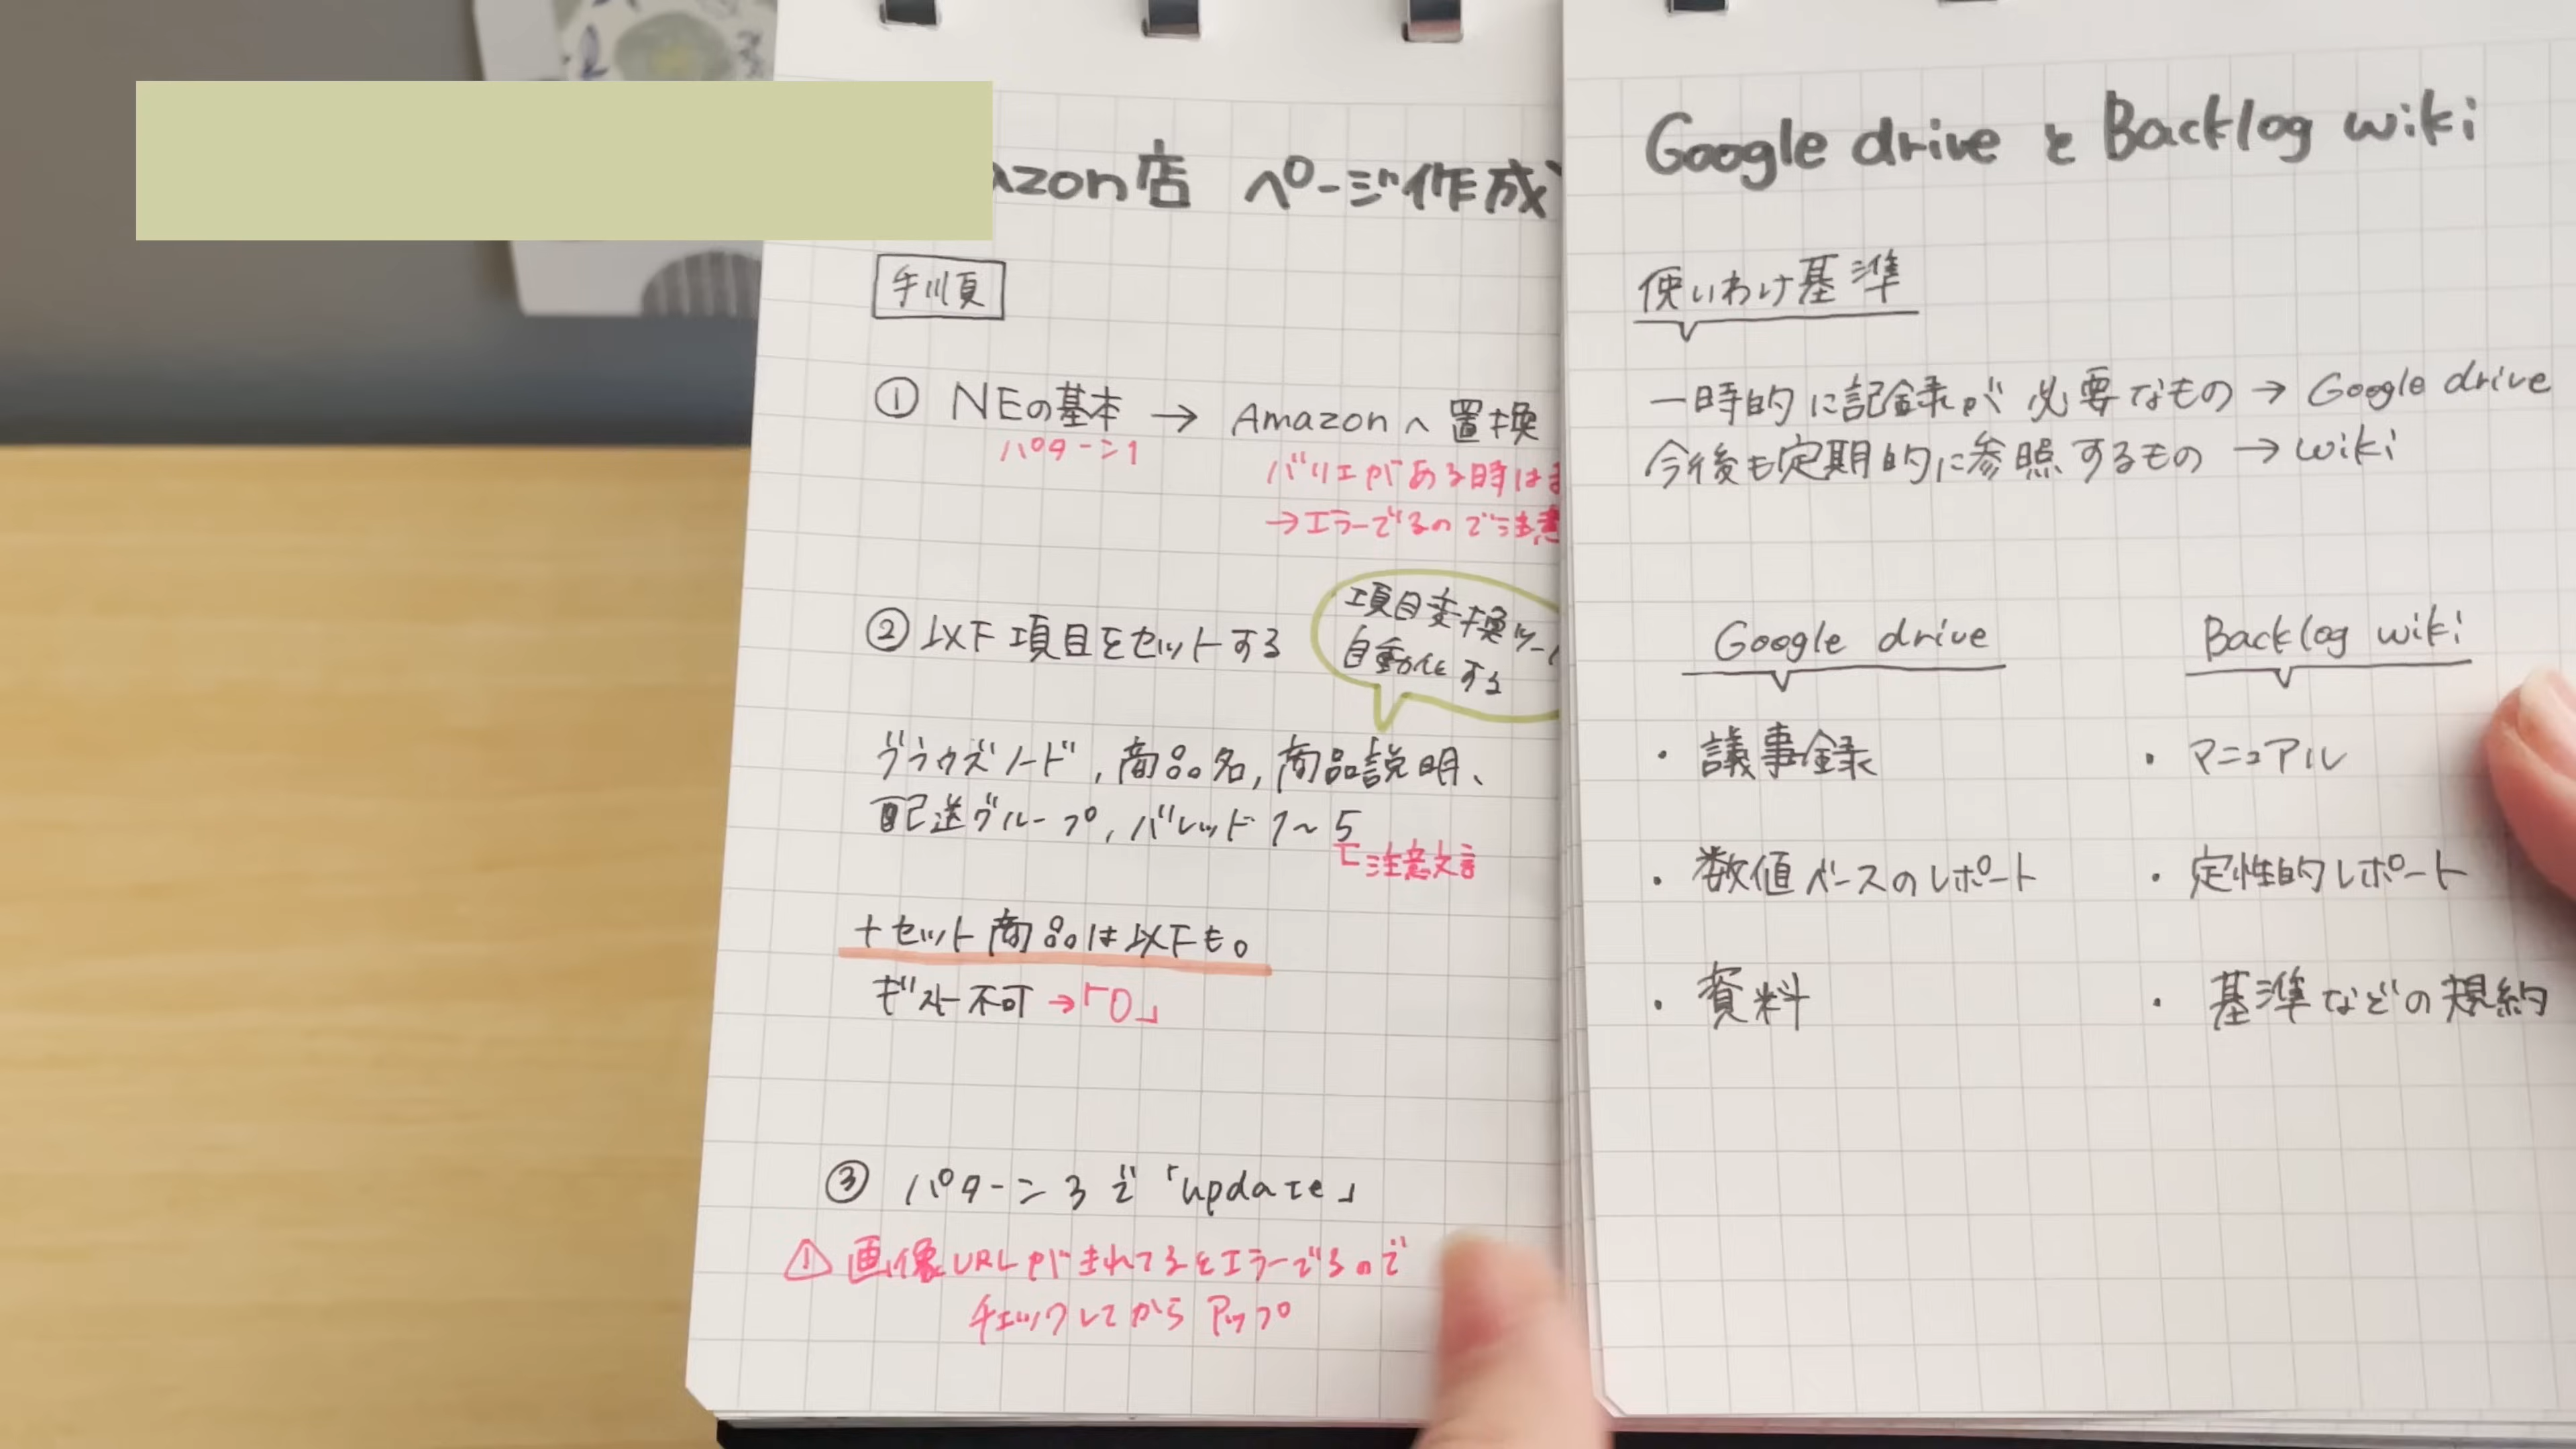 azon店 ページ作成
手順
① NEの基本 → Amazonへ置換
パターン1
バリエがある時は
→エラーでるので注意
② 以下項目をセットする
項目変換ツー
自動化する
ブラウズノード, 商品名, 商品説明、
配送グループ, バレッド1~5
注意文言
+セット商品は以下も。
ギフト不可→「0」
③ パターン3で「update」
画像URLがきれてるとエラーでるので
チェックしてからアップ
Google drive と Backlog wiki
使いわけ基準
一時的に記録が必要なもの → Google drive
今後も定期的に参照するもの → wiki
Google drive
・議事録
・数値ベースのレポート
・資料
Backlog wiki
・マニュアル
・定性的レポート
・基準などの規約